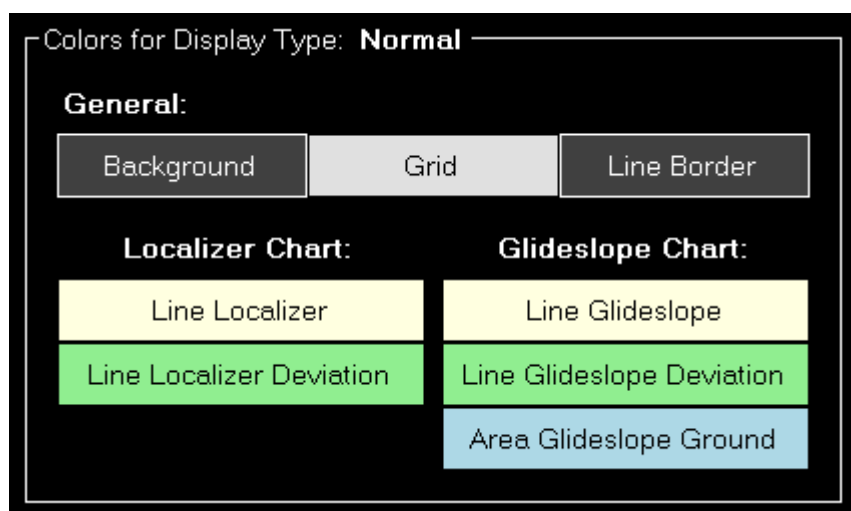 Colors for Display Type: Normal
General:
Background Grid Line Border
Localizer Chart: Glideslope Chart:
Line Localizer Line Glideslope
Line Localizer Deviation Line Glideslope Deviation
Area Glideslope Ground